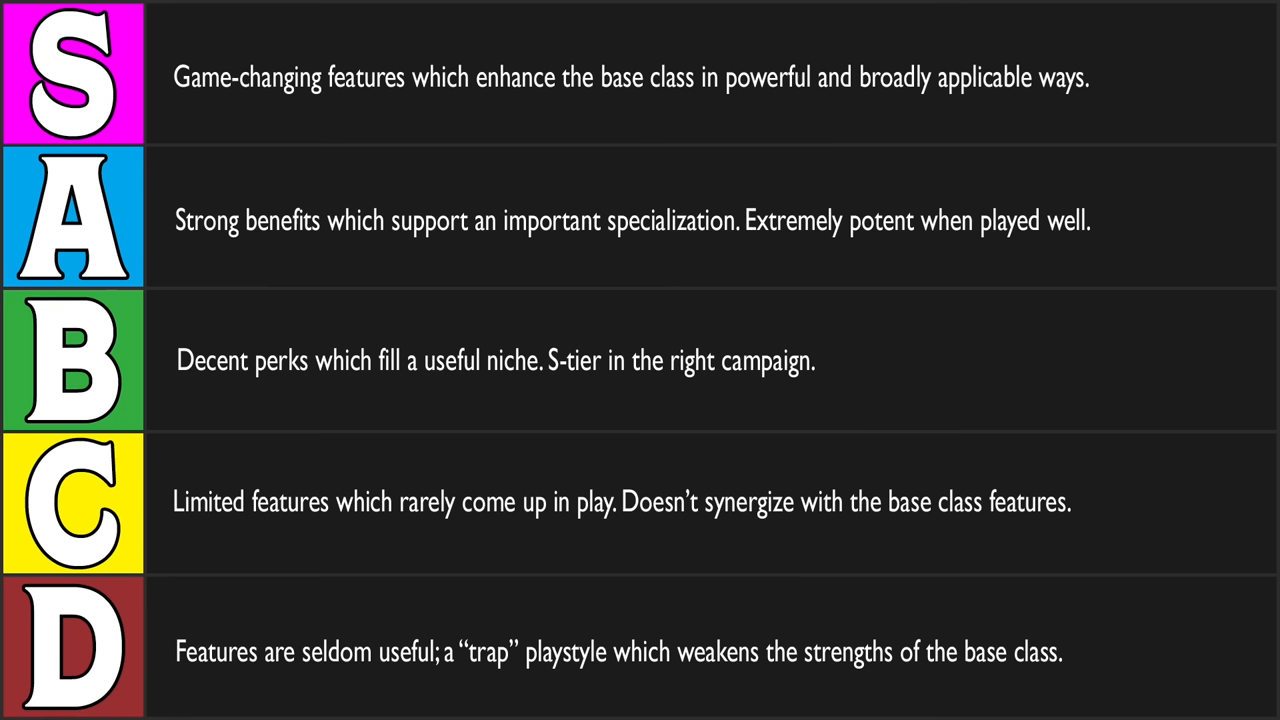 S
Game-changing features which enhance the base class in powerful and broadly applicable ways.
A
Strong benefits which support an important specialization. Extremely potent when played well.
B
Decent perks which fill a useful niche. S-tier in the right campaign.
C
Limited features which rarely come up in play. Doesn’t synergize with the base class features.
D
Features are seldom useful; a “trap” playstyle which weakens the strengths of the base class.